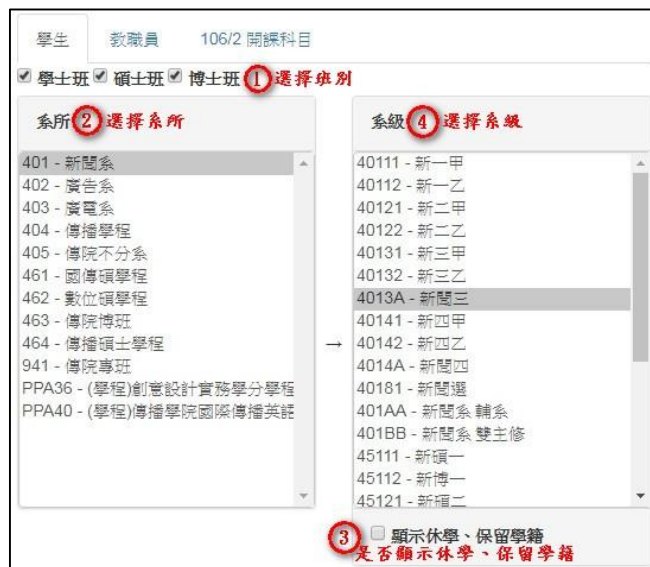 學生 教職員 106/2 開課科目
學士班 碩士班 博士班 1 選擇班別
系所 2 選擇系所
401 - 新聞系
402 - 廣告系
403 - 廣電系
404 - 傳播學程
405 - 傳院不分系
461 - 國傳碩學程
462 - 數位碩學程
463 - 傳院博班
464 - 傳播碩士學程
941 - 傳院專班
PPA36 - (學程)創意設計實務學分學程
PPA40 - (學程)傳播學院國際傳播英語
→
系級 4 選擇系級
40111 - 新一甲
40112 - 新一乙
40121 - 新二甲
40122 - 新二乙
40131 - 新三甲
40132 - 新三乙
4013A - 新聞三
40141 - 新四甲
40142 - 新四乙
4014A - 新聞四
40181 - 新聞選
401AA - 新聞系 輔系
401BB - 新聞系 雙主修
45111 - 新碩一
45112 - 新博一
45121 - 新碩二
3 顯示休學、保留學籍
是否顯示休學、保留學籍